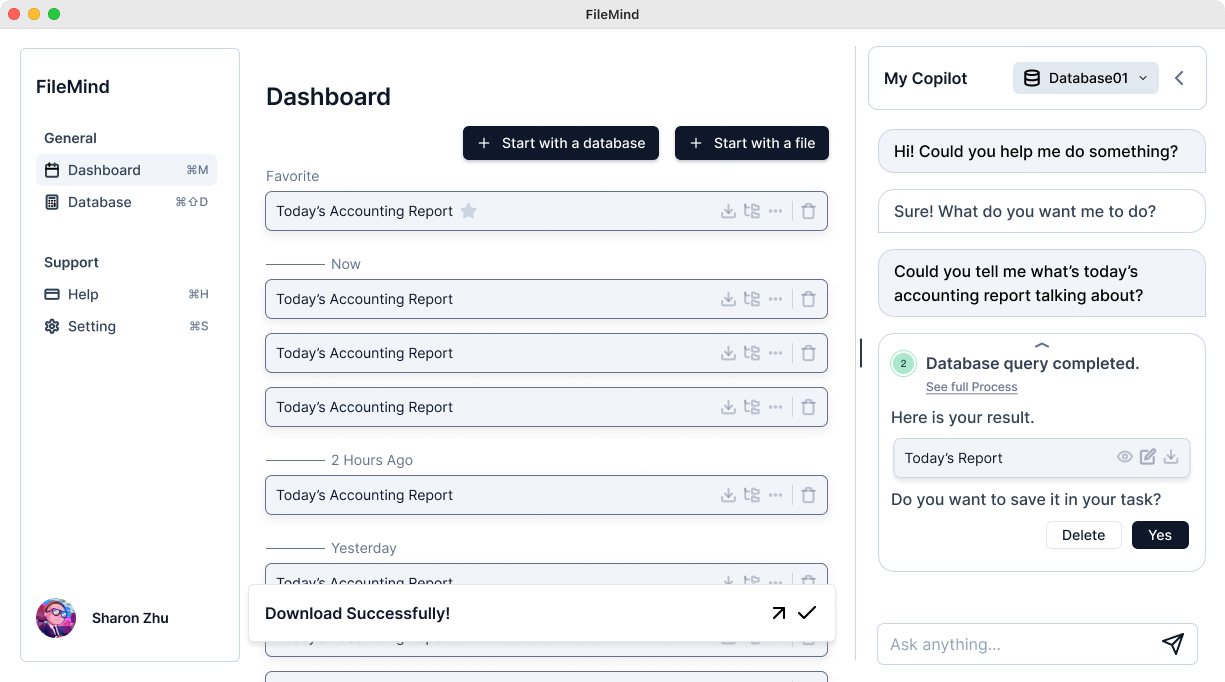 FileMind
FileMind
General
Dashboard ⌘M
Database ⌘⇧D
Support
Help ⌘H
Setting ⌘S
Sharon Zhu
Dashboard
+ Start with a database
+ Start with a file
Favorite
Today’s Accounting Report
Now
Today’s Accounting Report
Today’s Accounting Report
Today’s Accounting Report
2 Hours Ago
Today’s Accounting Report
Yesterday
Today’s Accounting Report
Download Successfully!
My Copilot
Database01
Hi! Could you help me do something?
Sure! What do you want me to do?
Could you tell me what’s today’s
accounting report talking about?
2
Database query completed.
See full Process
Here is your result.
Today’s Report
Do you want to save it in your task?
Delete
Yes
Ask anything...